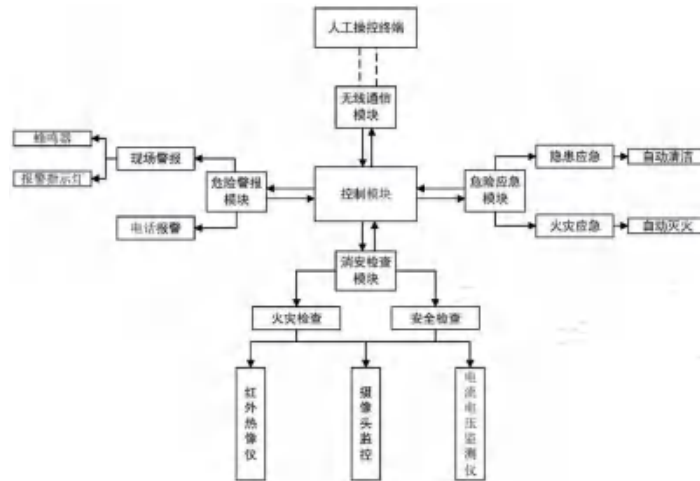 人工操控终端
无线通信
模块
蜂鸣器
现场警报
报警指示灯
危险警报
模块
电话报警
控制模块
危险应急
模块
隐患应急
自动清洁
火灾应急
自动灭火
消安检查
模块
火灾检查
安全检查
红外热像仪
摄像头监控
电流电压监测仪